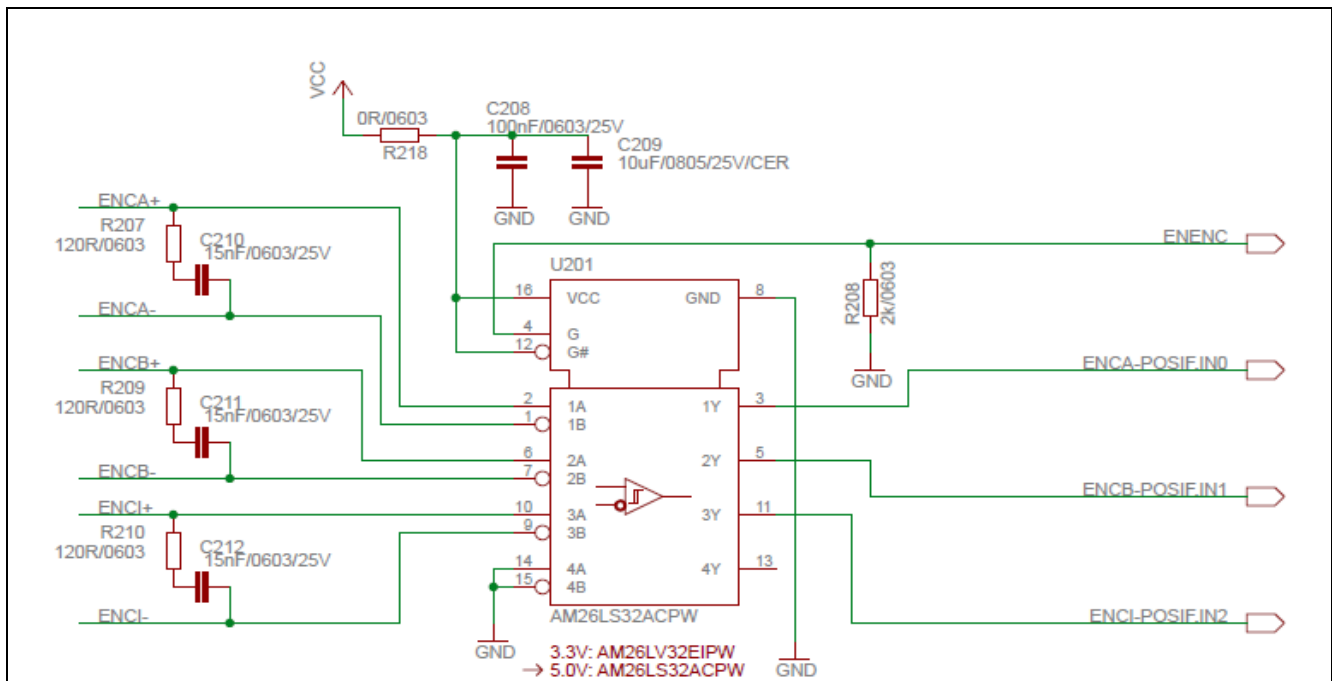 VCC
0R/0603
R218
C208
100nF/0603/25V
C209
10uF/0805/25V/CER
GND
GND
ENCA+
R207
120R/0603
C210
15nF/0603/25V
ENCA-
ENENC
R208
2k/0603
GND
U201
16
VCC
GND
8
4
G
12
G#
ENCB+
R209
120R/0603
C211
15nF/0603/25V
ENCB-
ENCA-POSIF.IN0
2
1A
1Y
3
1
1B
6
2A
2Y
5
7
2B
ENCB-POSIF.IN1
ENCI+
R210
120R/0603
C212
15nF/0603/25V
ENCI-
10
3A
3Y
11
9
3B
14
4A
4Y
13
15
4B
AM26LS32ACPW
ENCI-POSIF.IN2
GND
3.3V: AM26LV32EIPW
→ 5.0V: AM26LS32ACPW
GND